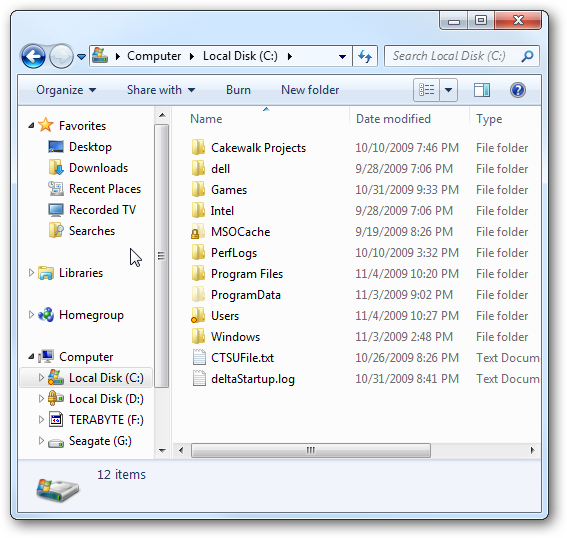 Computer Local Disk (C:) Search Local Disk (C:)
Organize Share with Burn New folder
Favorites
Desktop
Downloads
Recent Places
Recorded TV
Searches
Libraries
Homegroup
Computer
Local Disk (C:)
Local Disk (D:)
TERABYTE (F:)
Seagate (G:)
Name Date modified Type
Cakewalk Projects 10/10/2009 7:46 PM File folder
dell 9/28/2009 7:06 PM File folder
Games 10/31/2009 9:33 PM File folder
Intel 9/28/2009 7:06 PM File folder
MSOCache 9/19/2009 8:26 PM File folder
PerfLogs 10/10/2009 3:32 PM File folder
Program Files 11/4/2009 10:20 PM File folder
ProgramData 11/3/2009 9:02 PM File folder
Users 11/4/2009 10:27 PM File folder
Windows 11/3/2009 2:48 PM File folder
CTSUFile.txt 10/26/2009 8:26 PM Text Docum
deltaStartup.log 10/31/2009 8:41 PM Text Docum
12 items